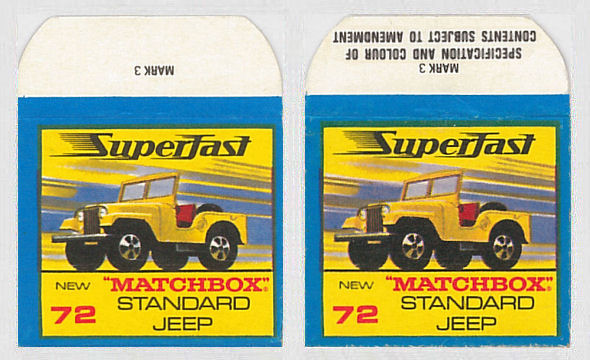 MARK 3
SuperFast
NEW "MATCHBOX"®
72 STANDARD
JEEP
CONTENTS SUBJECT TO AMENDMENT
SPECIFICATION AND COLOUR OF
MARK 3
SuperFast
NEW "MATCHBOX"®
72 STANDARD
JEEP